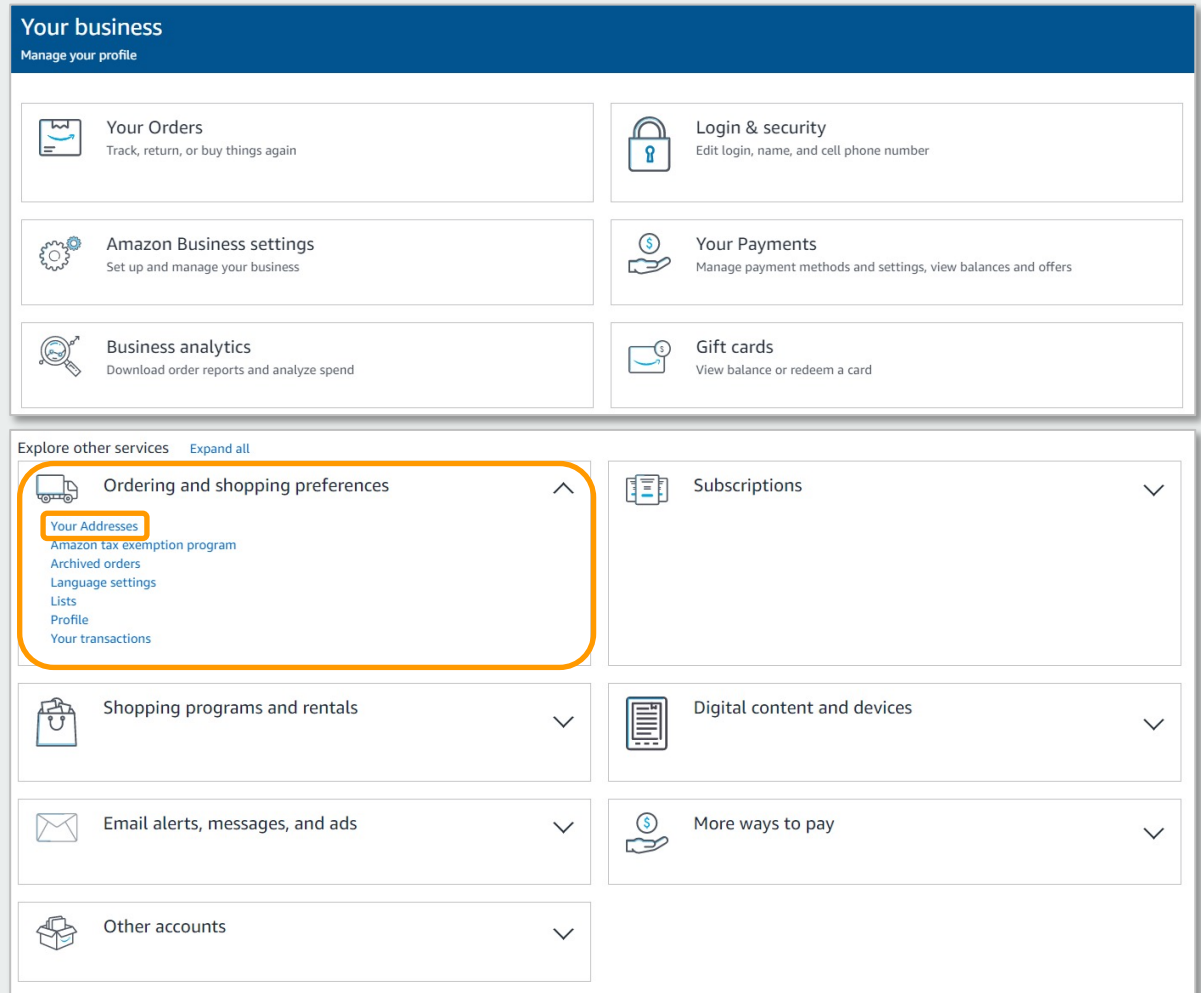 Your business
Manage your profile
Your Orders
Track, return, or buy things again
Login & security
Edit login, name, and cell phone number
Amazon Business settings
Set up and manage your business
Your Payments
Manage payment methods and settings, view balances and offers
Business analytics
Download order reports and analyze spend
Gift cards
View balance or redeem a card
Explore other services Expand all
Ordering and shopping preferences
Your Addresses
Amazon tax exemption program
Archived orders
Language settings
Lists
Profile
Your transactions
Subscriptions
Shopping programs and rentals
Digital content and devices
Email alerts, messages, and ads
More ways to pay
Other accounts